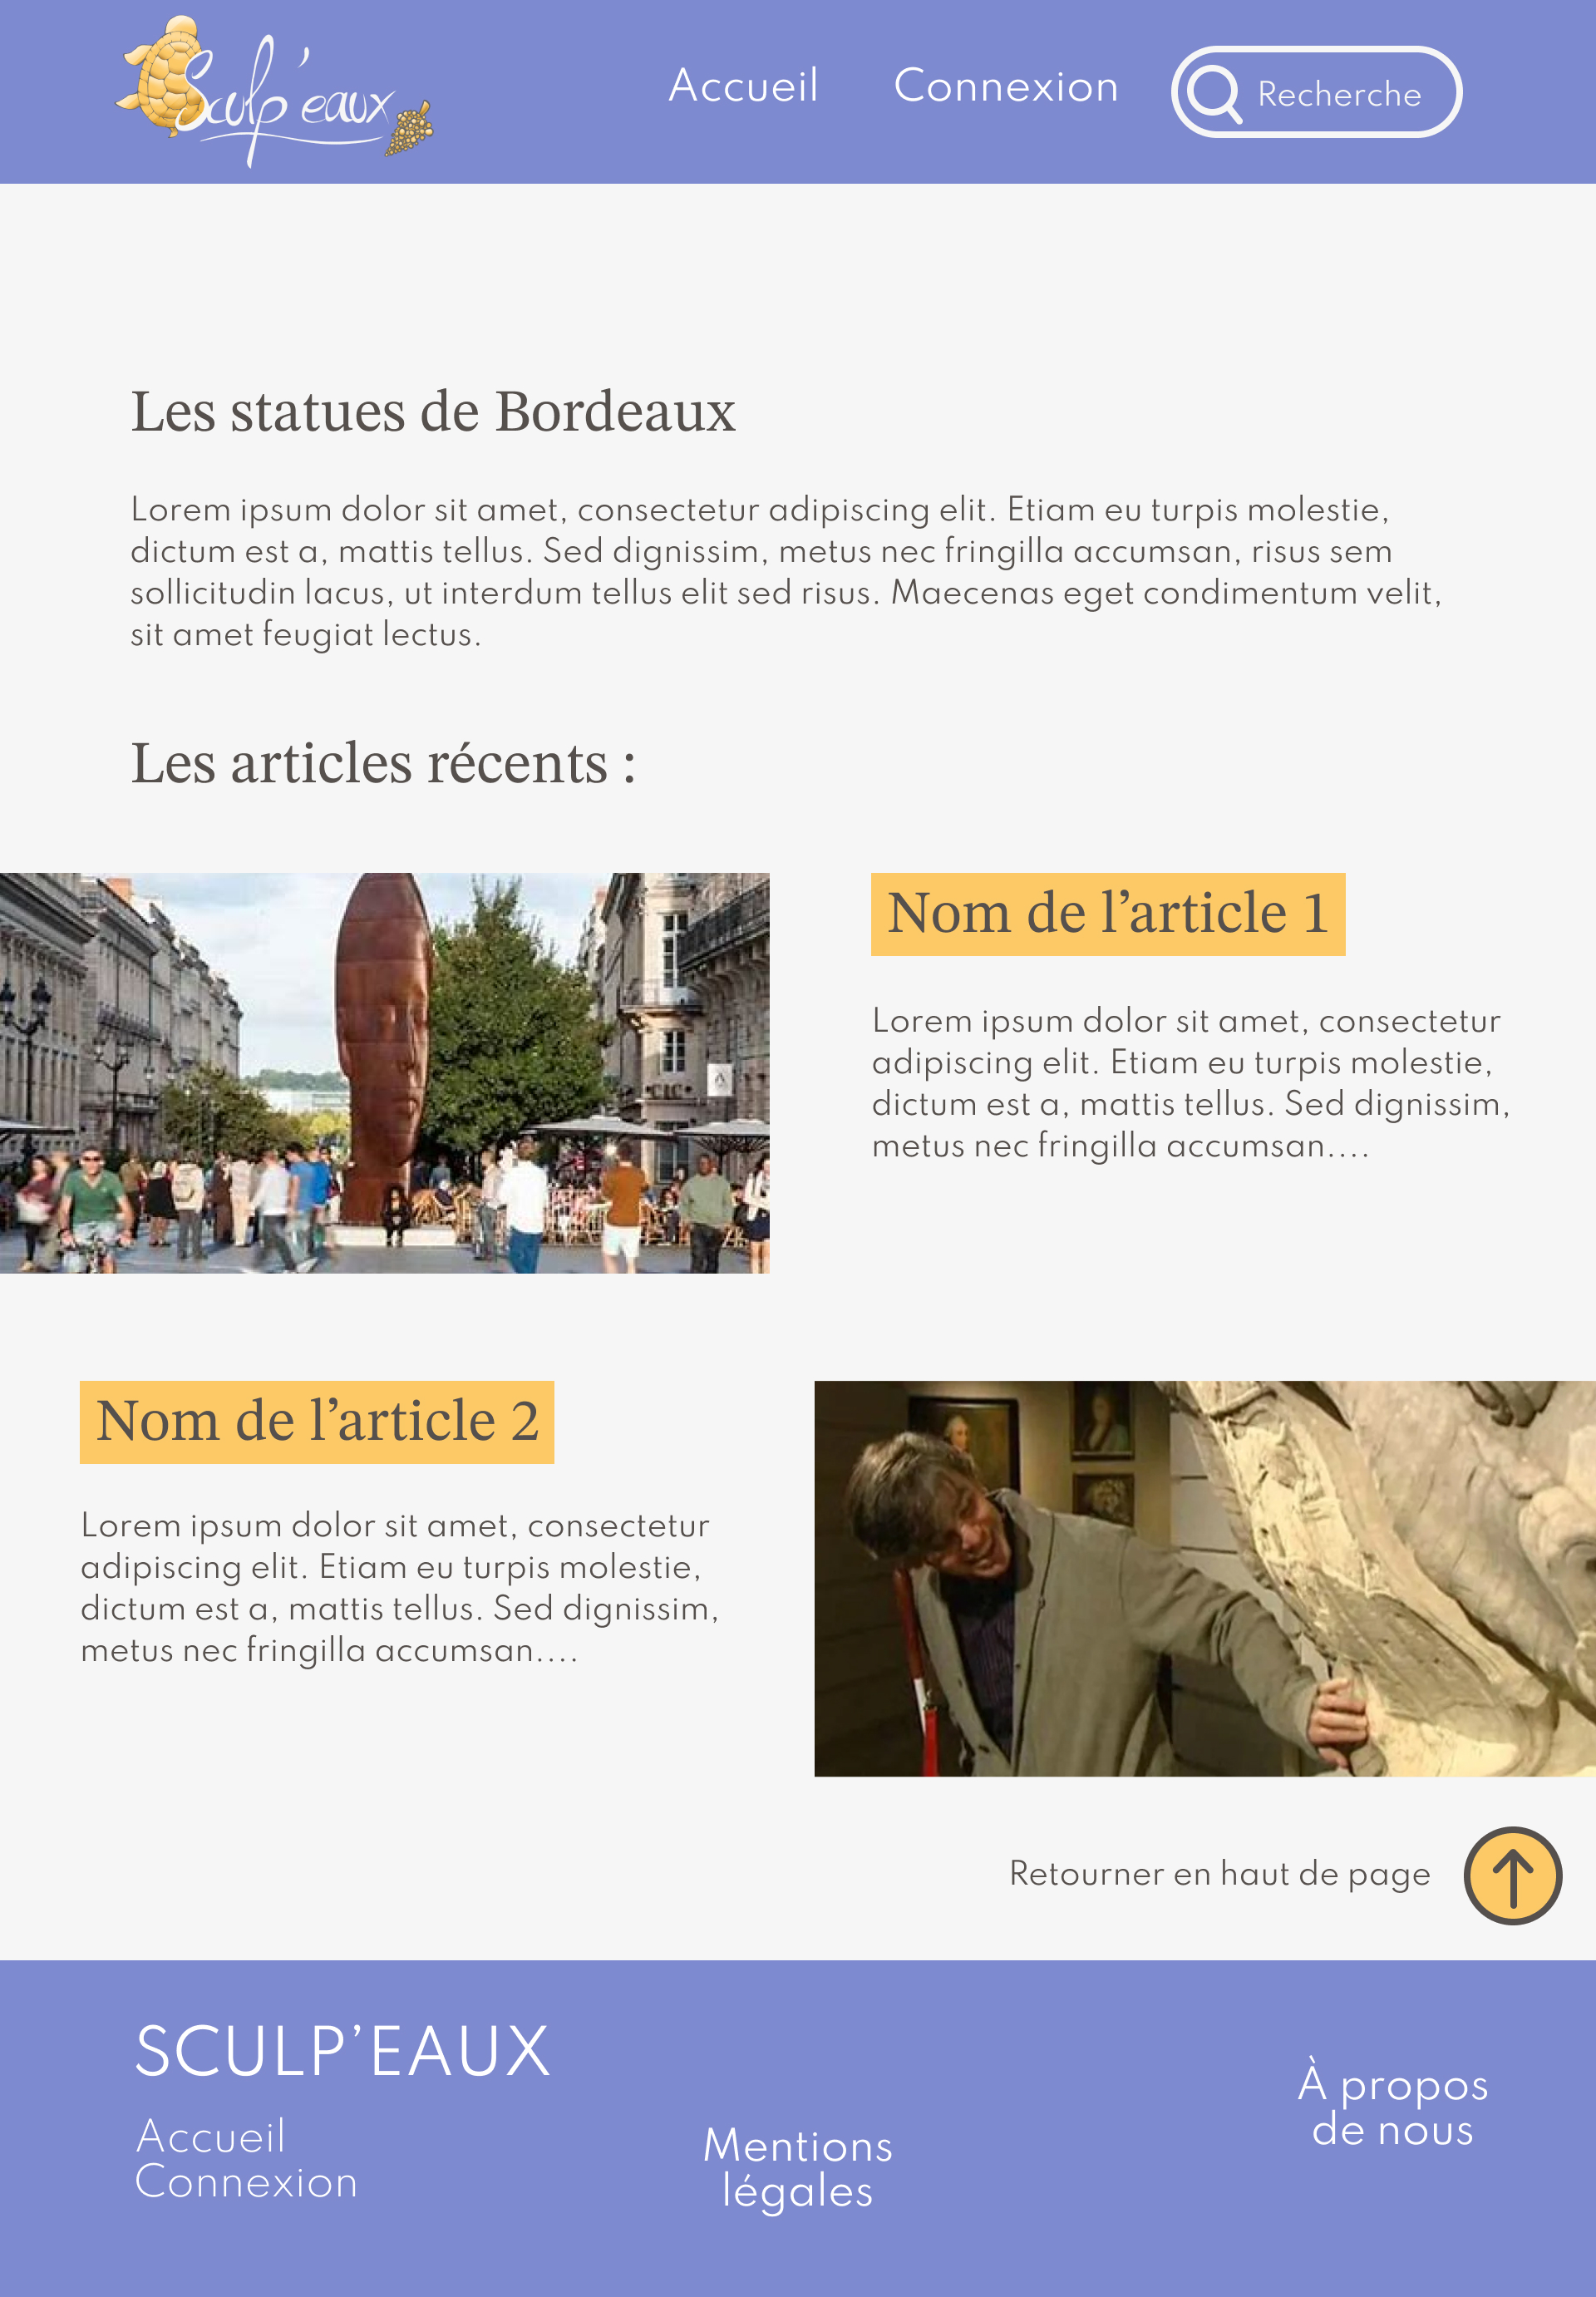 Sculp'eaux
Accueil
Connexion
Recherche
Les statues de Bordeaux
Lorem ipsum dolor sit amet, consectetur adipiscing elit. Etiam eu turpis molestie,
dictum est a, mattis tellus. Sed dignissim, metus nec fringilla accumsan, risus sem
sollicitudin lacus, ut interdum tellus elit sed risus. Maecenas eget condimentum velit,
sit amet feugiat lectus.
Les articles récents :
Nom de l’article 1
Lorem ipsum dolor sit amet, consectetur
adipiscing elit. Etiam eu turpis molestie,
dictum est a, mattis tellus. Sed dignissim,
metus nec fringilla accumsan....
Nom de l’article 2
Lorem ipsum dolor sit amet, consectetur
adipiscing elit. Etiam eu turpis molestie,
dictum est a, mattis tellus. Sed dignissim,
metus nec fringilla accumsan....
Retourner en haut de page
SCULP’EAUX
Accueil
Connexion
Mentions
légales
À propos
de nous